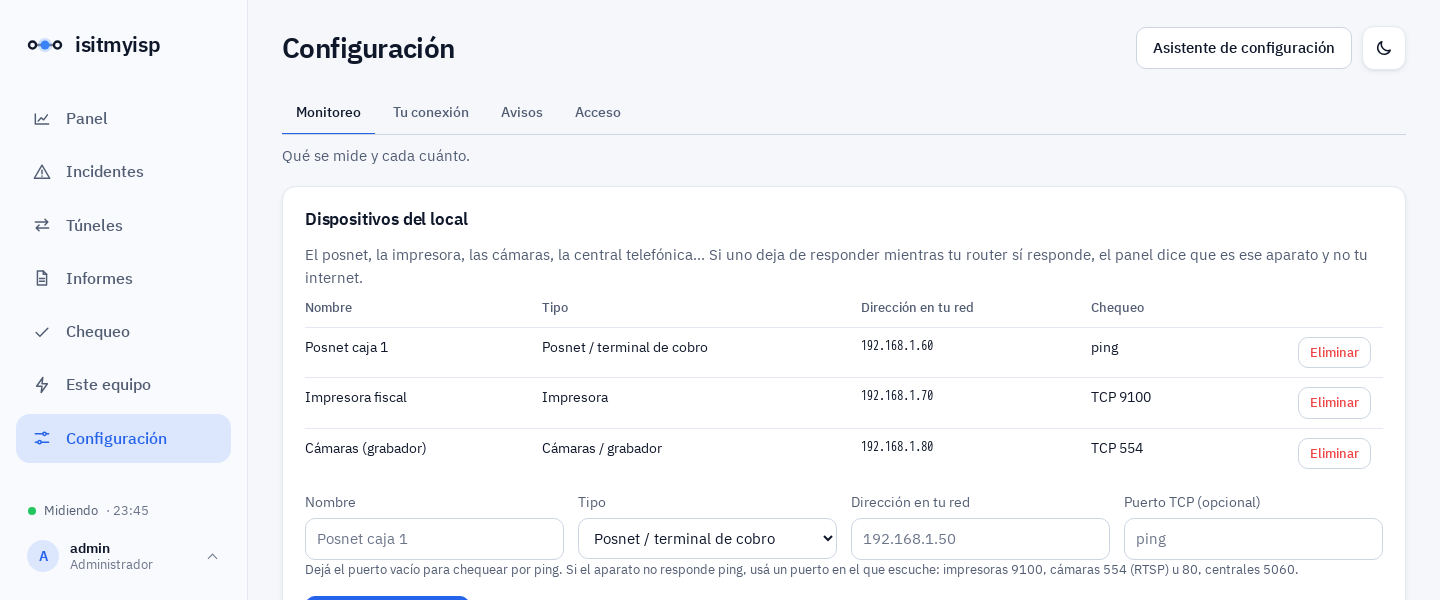 isitmyisp
Panel
Incidentes
Túneles
Informes
Chequeo
Este equipo
Configuración
Midiendo · 23:45
A
admin
Administrador
Configuración
Asistente de configuración
Monitoreo Tu conexión Avisos Acceso
Qué se mide y cada cuánto.
Dispositivos del local
El posnet, la impresora, las cámaras, la central telefónica... Si uno deja de responder mientras tu router sí responde, el panel dice que es ese aparato y no tu
internet.
Nombre Tipo Dirección en tu red Chequeo
Posnet caja 1 Posnet / terminal de cobro 192.168.1.60 ping Eliminar
Impresora fiscal Impresora 192.168.1.70 TCP 9100 Eliminar
Cámaras (grabador) Cámaras / grabador 192.168.1.80 TCP 554 Eliminar
Nombre Tipo Dirección en tu red Puerto TCP (opcional)
Posnet caja 1 Posnet / terminal de cobro 192.168.1.50 ping
Dejá el puerto vacío para chequear por ping. Si el aparato no responde ping, usá un puerto en el que escuche: impresoras 9100, cámaras 554 (RTSP) u 80, centrales 5060.